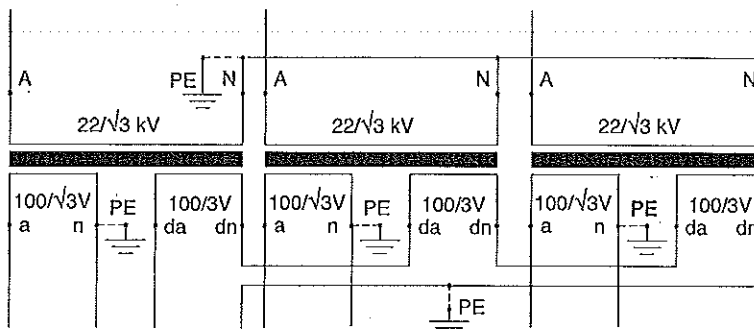 A PE N A N A N
22/√3 kV 22/√3 kV 22/√3 kV
100/√3V PE 100/3V 100/√3V PE 100/3V 100/√3V PE 100/3V
a n da dn a n da dn a n da dn
PE